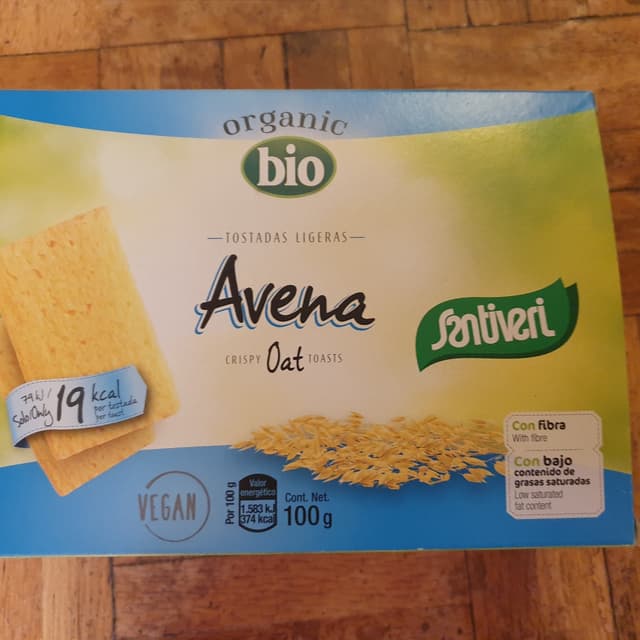 organic
bio
TOSTADAS LIGERAS
Avena
CRISPY Oat TOASTS
Santiveri
79 kJ/
Solo/Only 19 kcal
por tostada
per toast
Con fibra
With fibre
Con bajo
contenido de
grasas saturadas
Low saturated
fat content
VEGAN
Por 100 g
Valor
energético
1.583 kJ
374 kcal
Cont. Net.
100 g